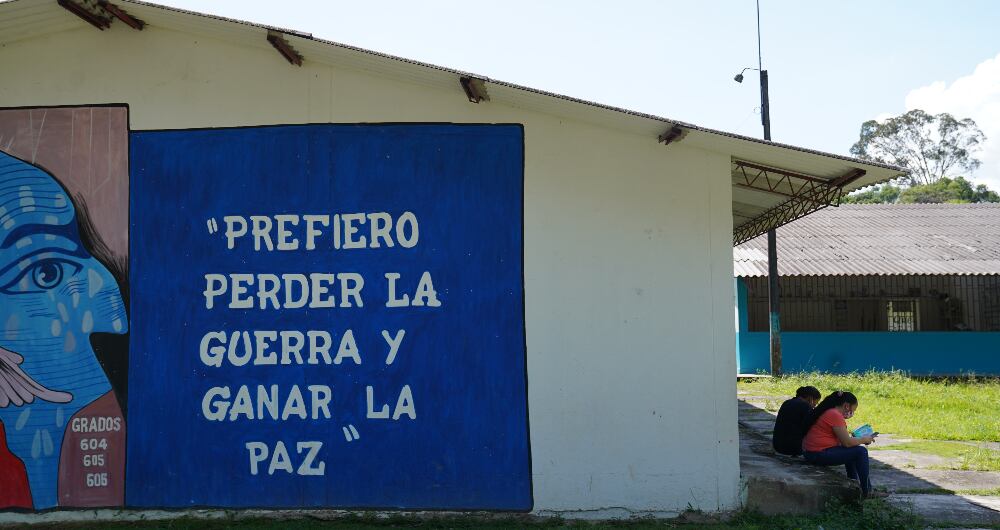 "PREFIERO
PERDER LA
GUERRA Y
GANAR LA
PAZ"
GRADOS
604
605
606